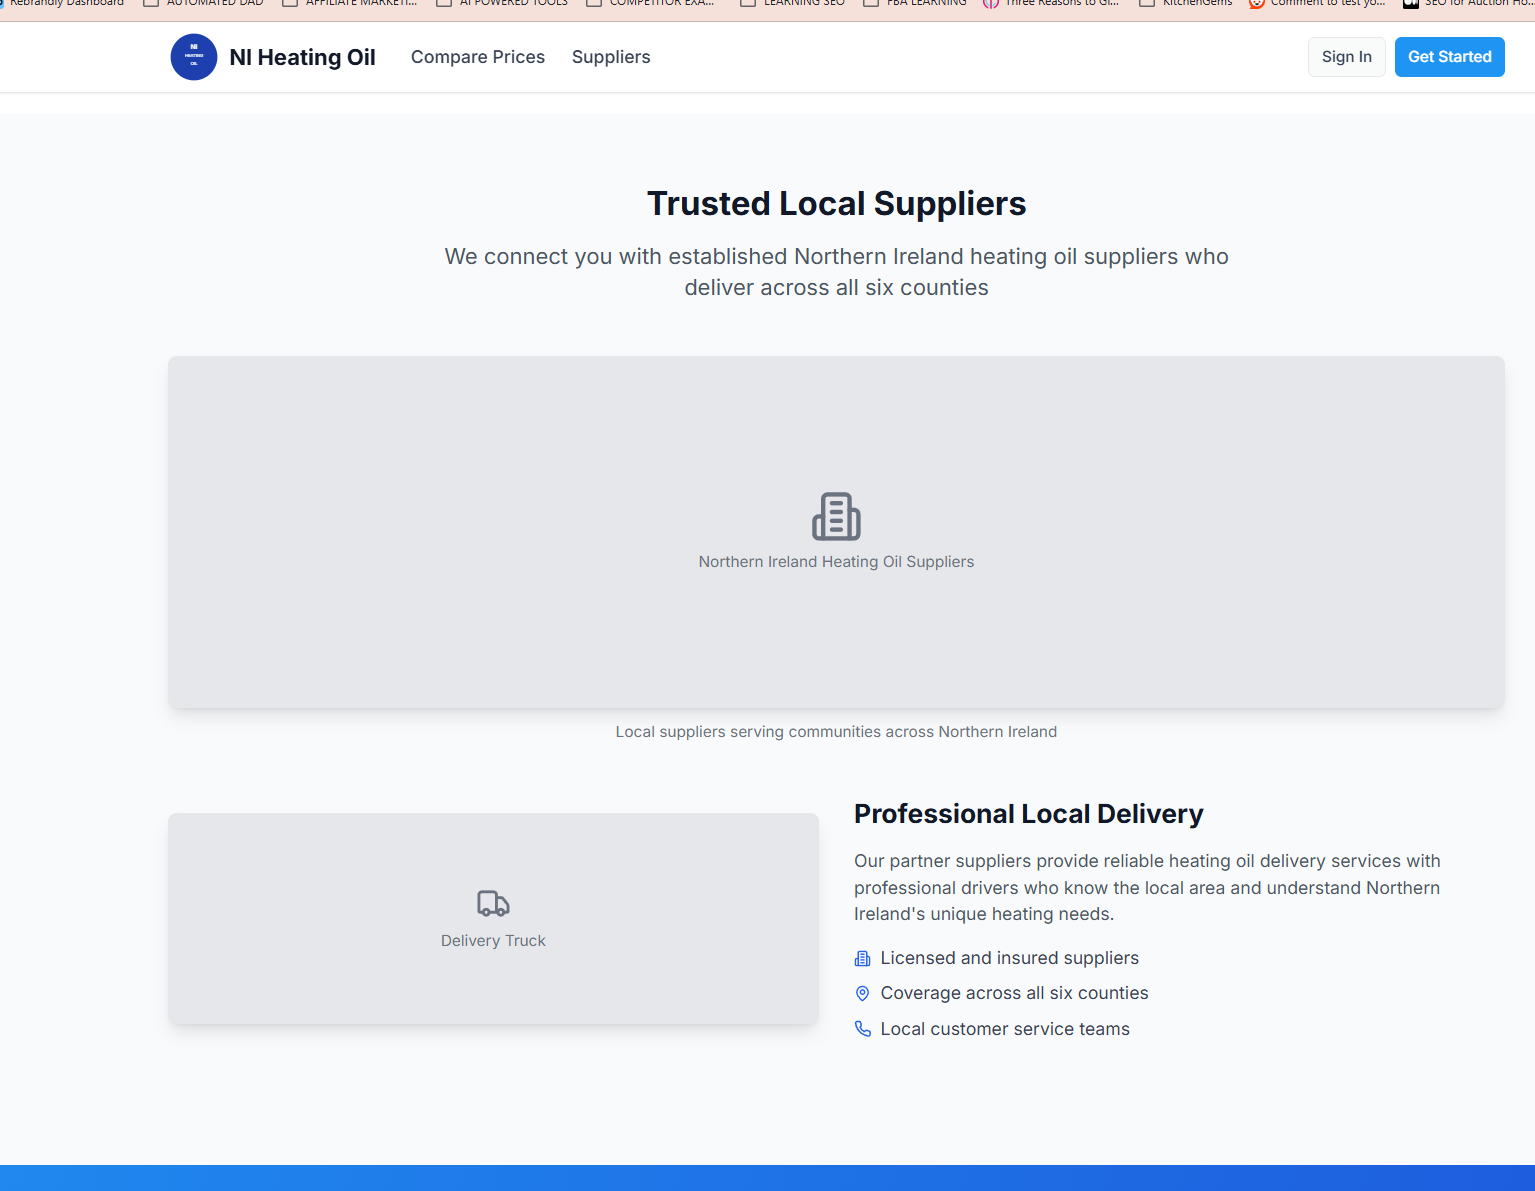 Rebrandly Dashboard AUTOMATED DAD AFFILIATE MARKETI... AI POWERED TOOLS COMPETITOR EXA... LEARNING SEO FBA LEARNING Three Reasons to Gi... KitchenGems Comment to test yo... SEO for Auction Ho...
NI
HEATING
OIL
NI Heating Oil Compare Prices Suppliers Sign In Get Started
Trusted Local Suppliers
We connect you with established Northern Ireland heating oil suppliers who
deliver across all six counties
Northern Ireland Heating Oil Suppliers
Local suppliers serving communities across Northern Ireland
Delivery Truck
Professional Local Delivery
Our partner suppliers provide reliable heating oil delivery services with
professional drivers who know the local area and understand Northern
Ireland's unique heating needs.
Licensed and insured suppliers
Coverage across all six counties
Local customer service teams